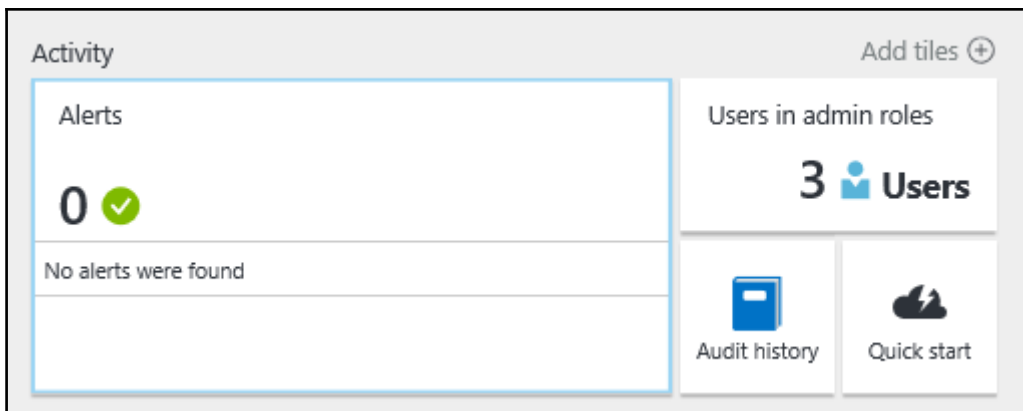 Activity
Add tiles
Alerts
0
No alerts were found
Users in admin roles
3 Users
Audit history
Quick start